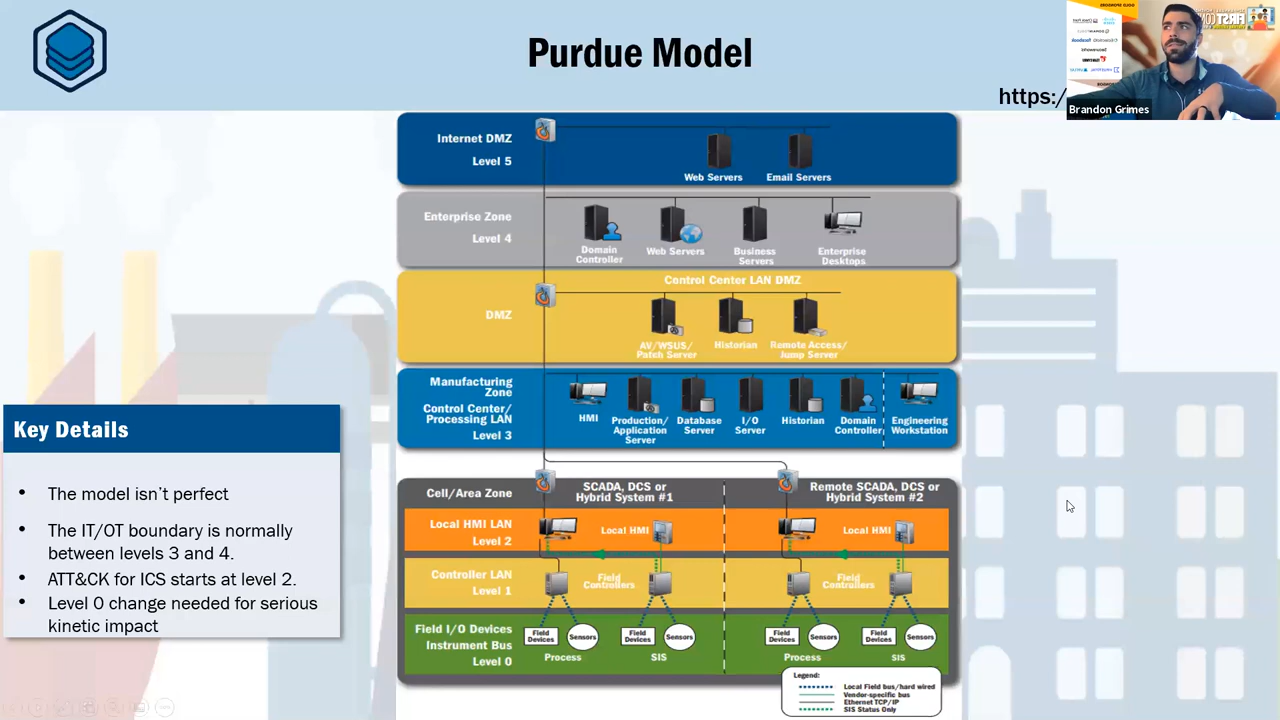 Purdue Model
https:/
Brandon Grimes
Internet DMZ
Level 5
Web Servers
Email Servers
Enterprise Zone
Level 4
Domain
Controller
Web Servers
Business
Servers
Enterprise
Desktops
Control Center LAN DMZ
DMZ
AV/WSUS/
Patch Server
Historian
Remote Access/
Jump Server
Manufacturing
Zone
Control Center/
Processing LAN
Level 3
HMI
Production/
Application
Server
Database
Server
I/O
Server
Historian
Domain
Controller
Engineering
Workstation
Key Details
• The model isn't perfect
• The IT/OT boundary is normally
between levels 3 and 4.
• ATT&CK for ICS starts at level 2.
• Level 0 change needed for serious
kinetic impact
Cell/Area Zone
SCADA, DCS or
Hybrid System #1
Remote SCADA, DCS or
Hybrid System #2
Local HMI LAN
Level 2
Local HMI
Local HMI
Controller LAN
Level 1
Field
Controllers
Field
Controllers
Field I/O Devices
Instrument Bus
Level 0
Field
Devices
Sensors
Field
Devices
Sensors
Field
Devices
Sensors
Field
Devices
Sensors
Process
SIS
Process
SIS
Legend:
Local Field bus/hard wired
Vendor-specific bus
Ethernet TCP/IP
SIS Status Only